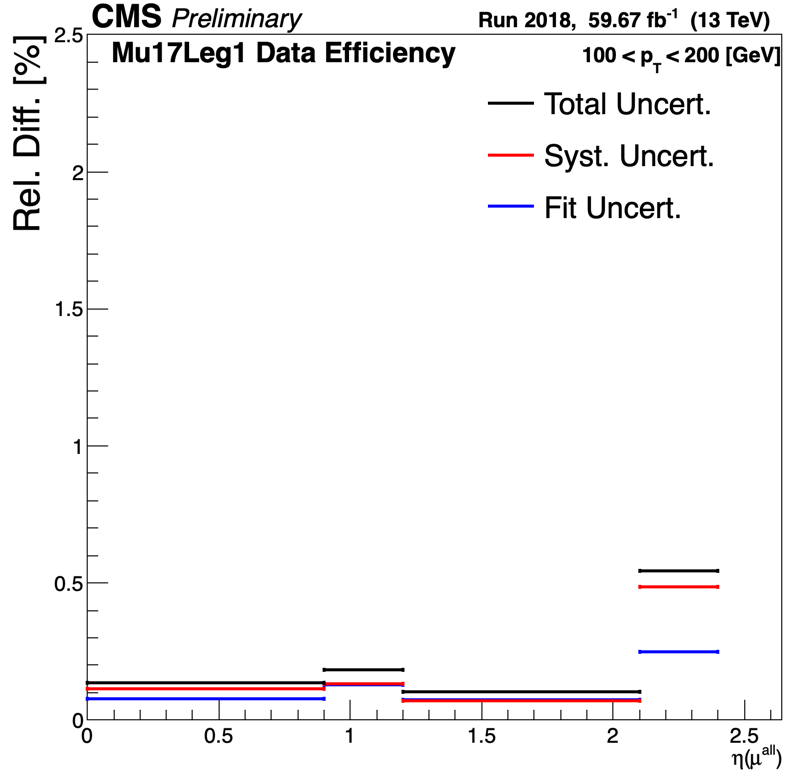 CMS Preliminary
Run 2018, 59.67 fb⁻¹ (13 TeV)
Mu17Leg1 Data Efficiency
100 < p_T < 200 [GeV]
Total Uncert.
Syst. Uncert.
Fit Uncert.
Rel. Diff. [%]
2.5
2
1.5
1
0.5
0
0 0.5 1 1.5 2 2.5
η(μ^all)